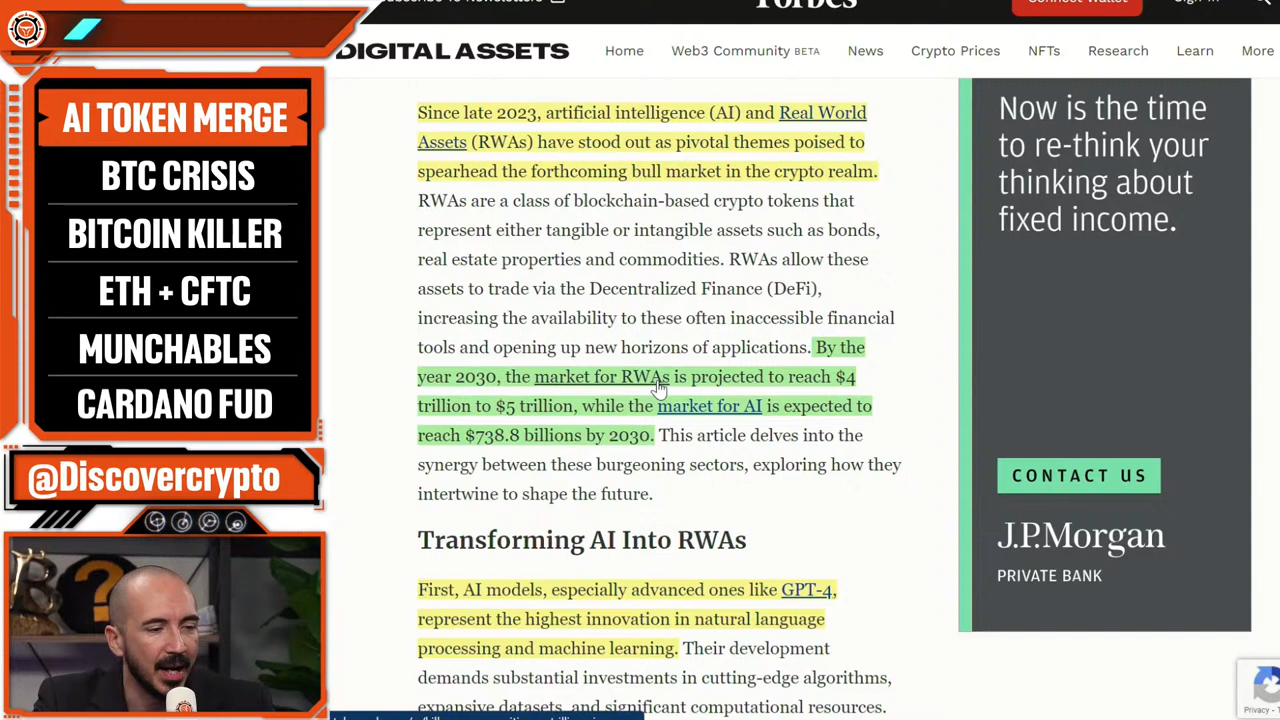 Forbes
DIGITAL ASSETS
Home
Web3 Community BETA
News
Crypto Prices
NFTs
Research
Learn
More
AI TOKEN MERGE
BTC CRISIS
BITCOIN KILLER
ETH + CFTC
MUNCHABLES
CARDANO FUD
@Discovercrypto
Since late 2023, artificial intelligence (AI) and Real World
Assets (RWAs) have stood out as pivotal themes poised to
spearhead the forthcoming bull market in the crypto realm.
RWAs are a class of blockchain-based crypto tokens that
represent either tangible or intangible assets such as bonds,
real estate properties and commodities. RWAs allow these
assets to trade via the Decentralized Finance (DeFi),
increasing the availability to these often inaccessible financial
tools and opening up new horizons of applications. By the
year 2030, the market for RWAs is projected to reach $4
trillion to $5 trillion, while the market for AI is expected to
reach $738.8 billions by 2030. This article delves into the
synergy between these burgeoning sectors, exploring how they
intertwine to shape the future.
Transforming AI Into RWAs
First, AI models, especially advanced ones like GPT-4,
represent the highest innovation in natural language
processing and machine learning. Their development
demands substantial investments in cutting-edge algorithms,
expansive datasets, and significant computational resources.
Now is the time
to re-think your
thinking about
fixed income.
CONTACT US
J.P.Morgan
PRIVATE BANK
Privacy